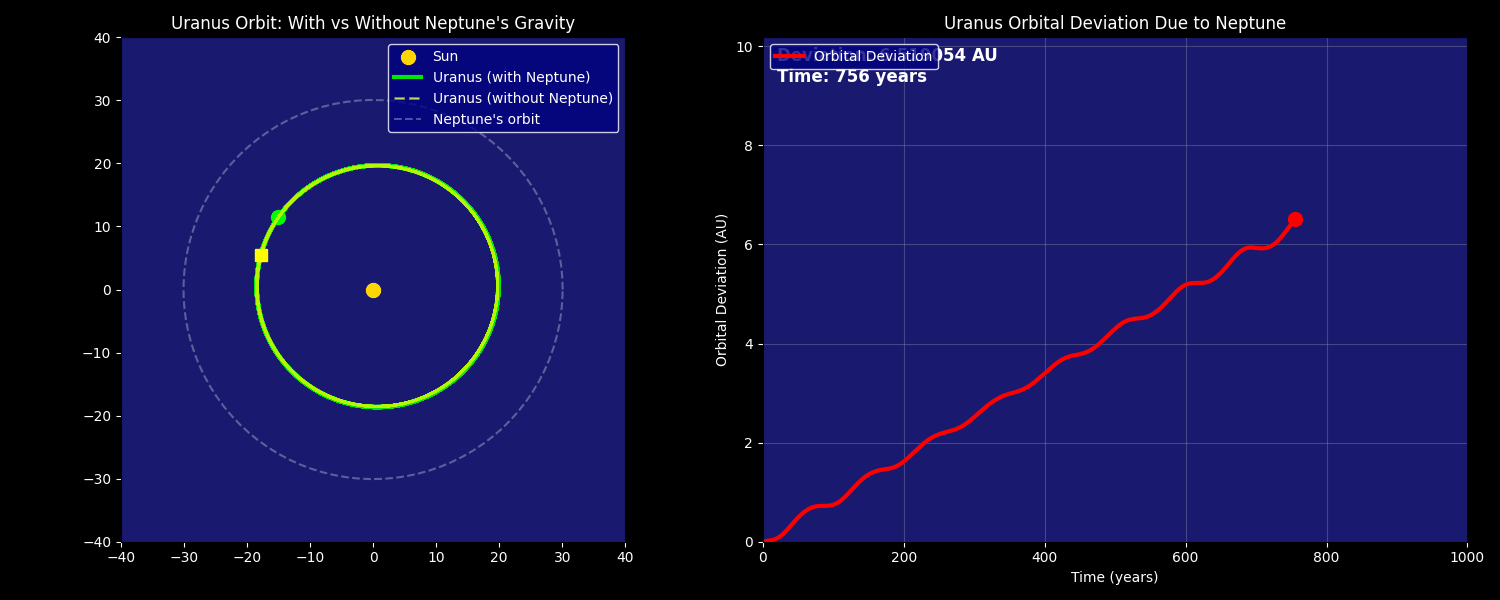 Uranus Orbit: With vs Without Neptune's Gravity
40
30
20
10
0
−10
−20
−30
−40
−40
−30
−20
−10
0
10
20
30
40
Sun
Uranus (with Neptune)
Uranus (without Neptune)
Neptune's orbit
Uranus Orbital Deviation Due to Neptune
Orbital Deviation (AU)
10
8
6
4
2
0
0
200
400
600
800
1000
Time (years)
Orbital Deviation
Deviation: 054 AU
Time: 756 years